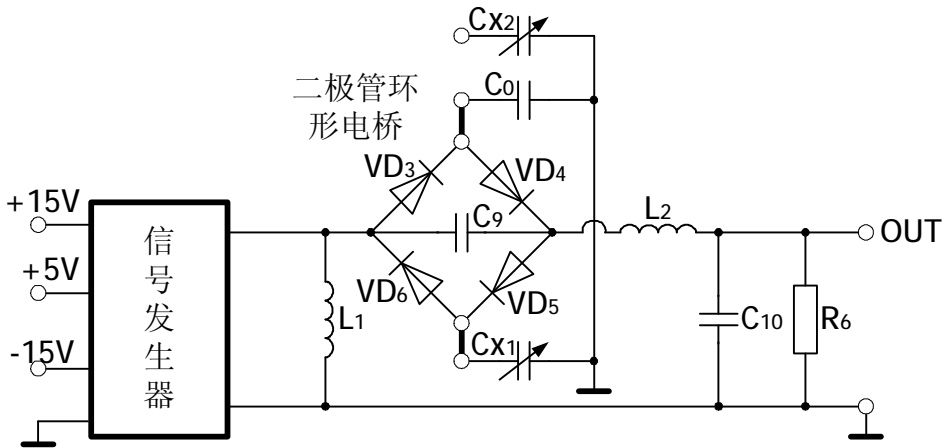 Cx2
C0
二极管环
形电桥
VD3
VD4
C9
VD6
VD5
Cx1
+15V
+5V
-15V
信号发生器
L1
L2
OUT
C10
R6